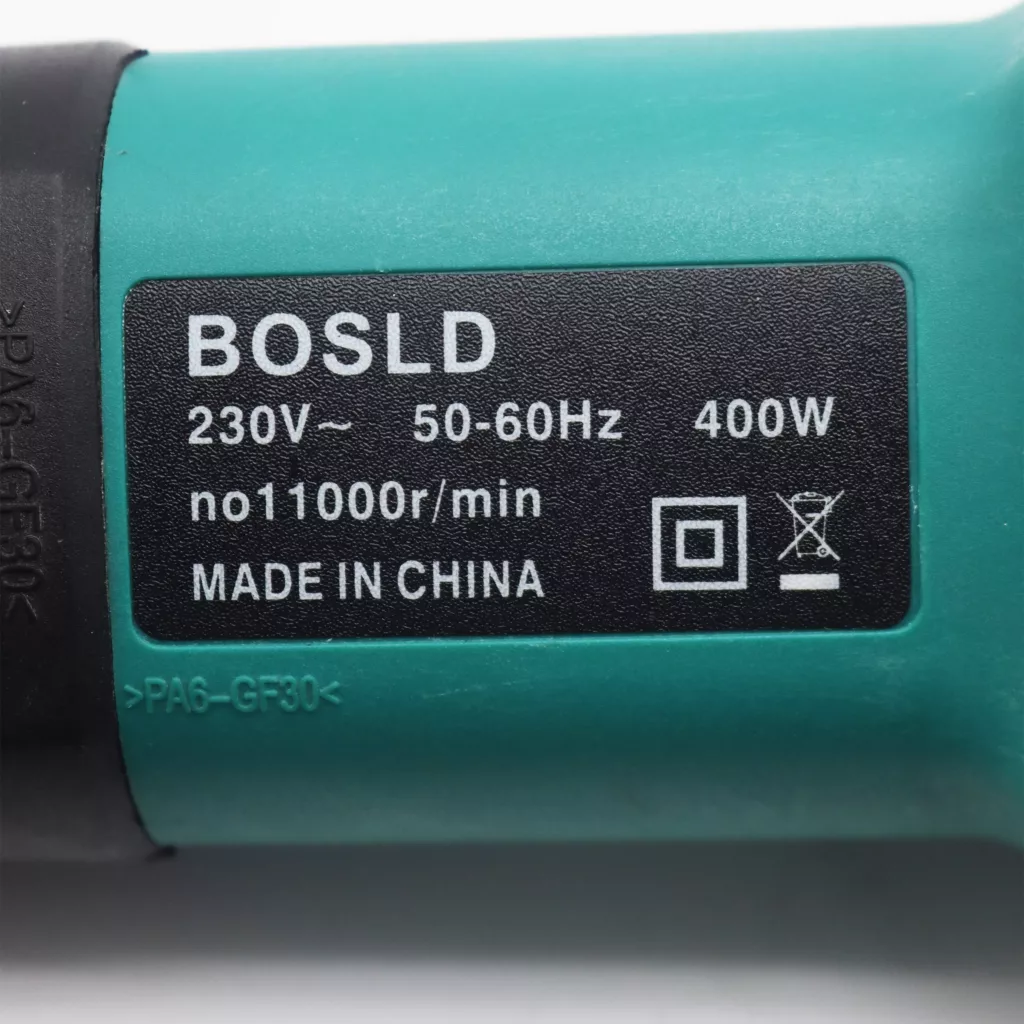 BOSLD
230V~ 50-60Hz 400W
no11000r/min
MADE IN CHINA
>PA6-GF30<
>PA6-GF30<